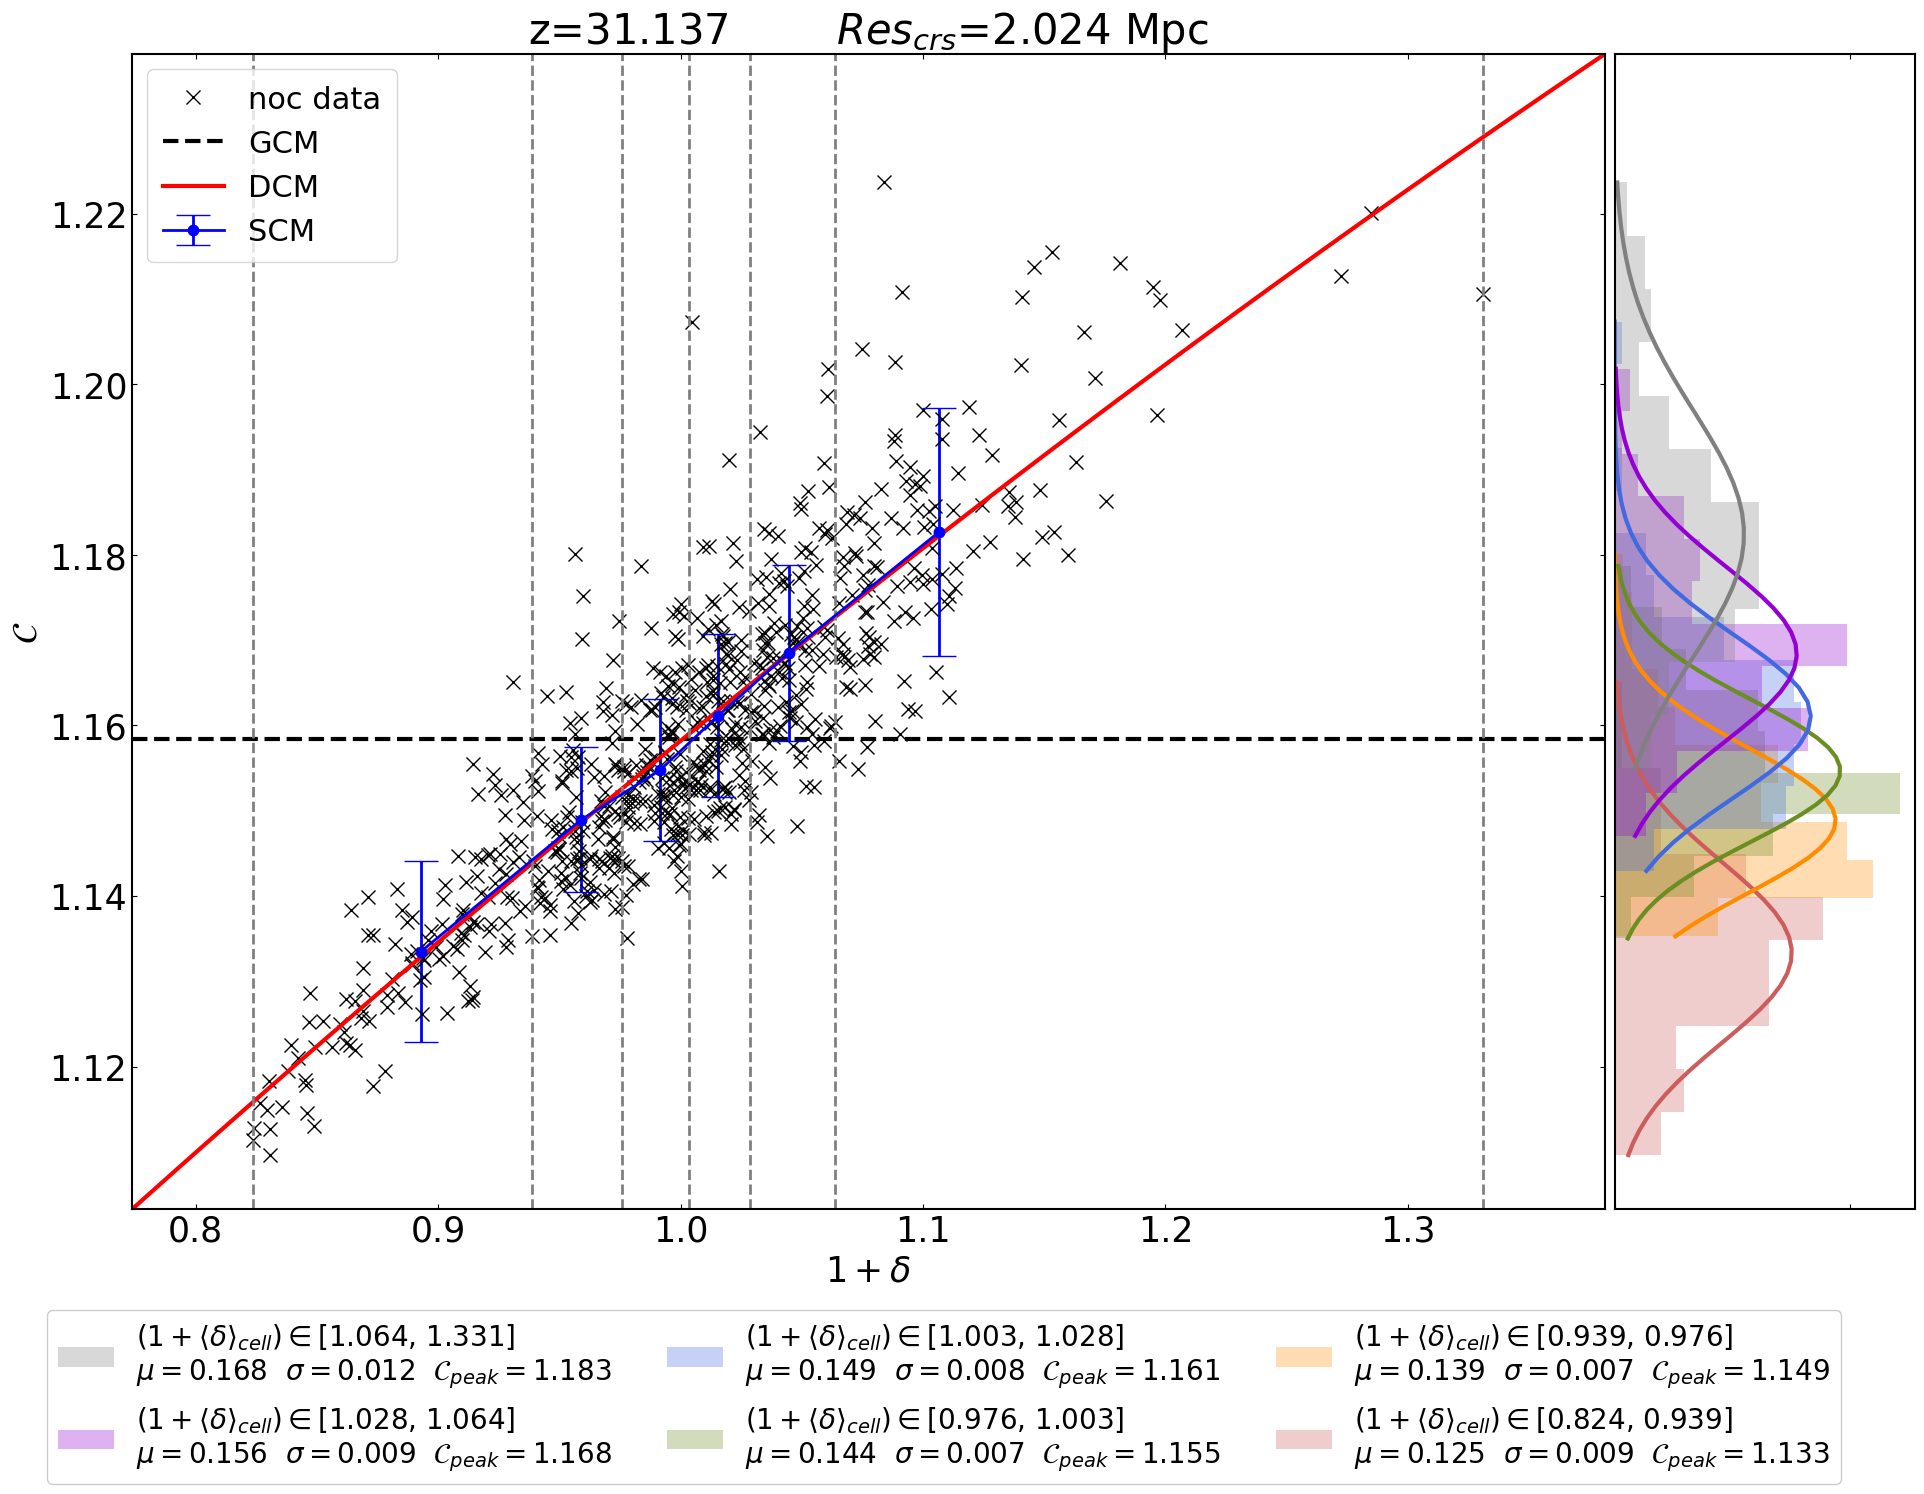 z=31.137 Res_crs=2.024 Mpc
noc data
GCM
DCM
SCM
1.22
1.20
1.18
1.16
1.14
1.12
𝒞
0.8 0.9 1.0 1.1 1.2 1.3
1 + δ
(1 + ⟨δ⟩_cell) ∈ [1.064, 1.331]
μ = 0.168 σ = 0.012 𝒞_peak = 1.183
(1 + ⟨δ⟩_cell) ∈ [1.028, 1.064]
μ = 0.156 σ = 0.009 𝒞_peak = 1.168
(1 + ⟨δ⟩_cell) ∈ [1.003, 1.028]
μ = 0.149 σ = 0.008 𝒞_peak = 1.161
(1 + ⟨δ⟩_cell) ∈ [0.976, 1.003]
μ = 0.144 σ = 0.007 𝒞_peak = 1.155
(1 + ⟨δ⟩_cell) ∈ [0.939, 0.976]
μ = 0.139 σ = 0.007 𝒞_peak = 1.149
(1 + ⟨δ⟩_cell) ∈ [0.824, 0.939]
μ = 0.125 σ = 0.009 𝒞_peak = 1.133